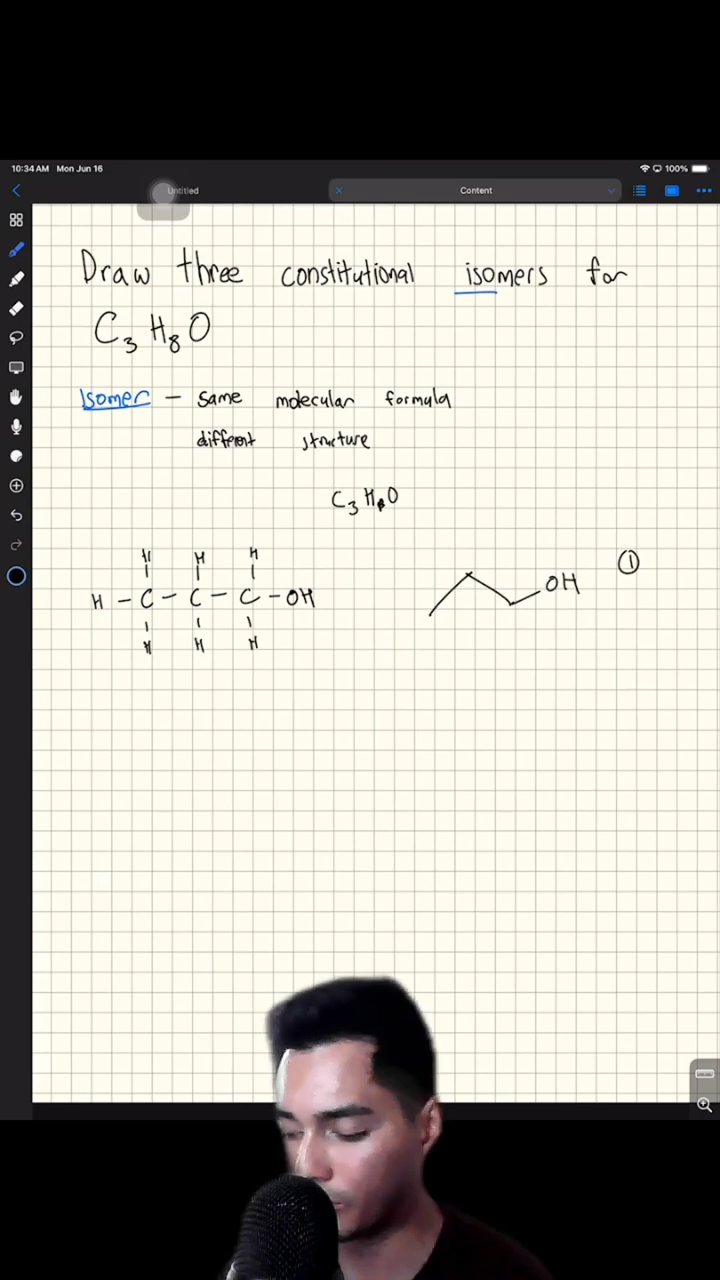 10:34 AM Mon Jun 16 100%
Untitled Content
Draw three constitutional isomers for
C₃H₈O
Isomer – same molecular formula
different structure
C₃H₈O
H H H
H – C – C – C – OH
H H H
OH ①